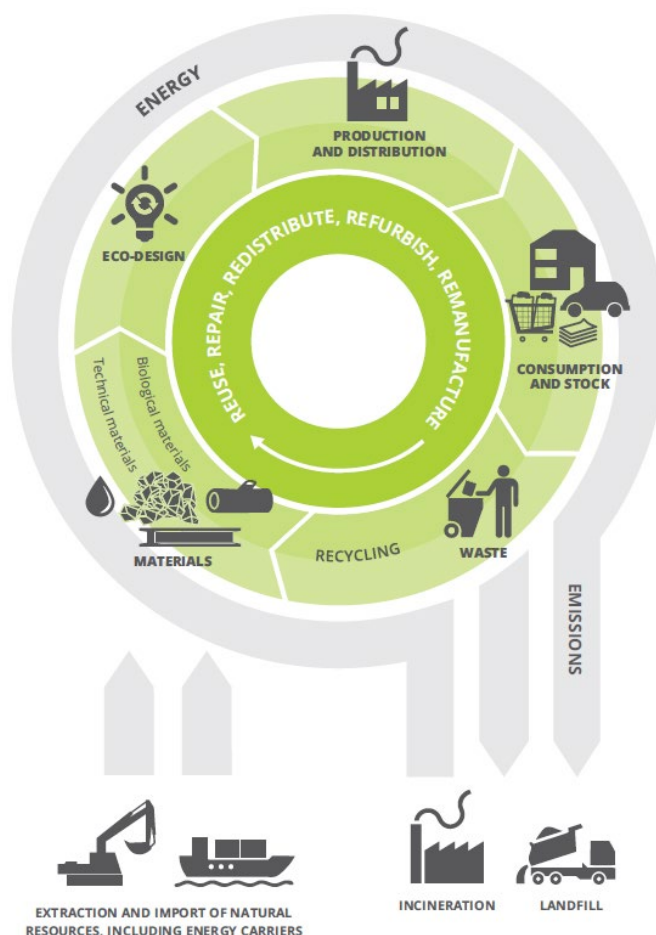 ENERGY
PRODUCTION
AND DISTRIBUTION
ECO-DESIGN
REUSE, REPAIR, REDISTRIBUTE, REFURBISH, REMANUFACTURE
CONSUMPTION
AND STOCK
Technical materials
Biological materials
MATERIALS
RECYCLING
WASTE
EMISSIONS
EXTRACTION AND IMPORT OF NATURAL
RESOURCES, INCLUDING ENERGY CARRIERS
INCINERATION
LANDFILL